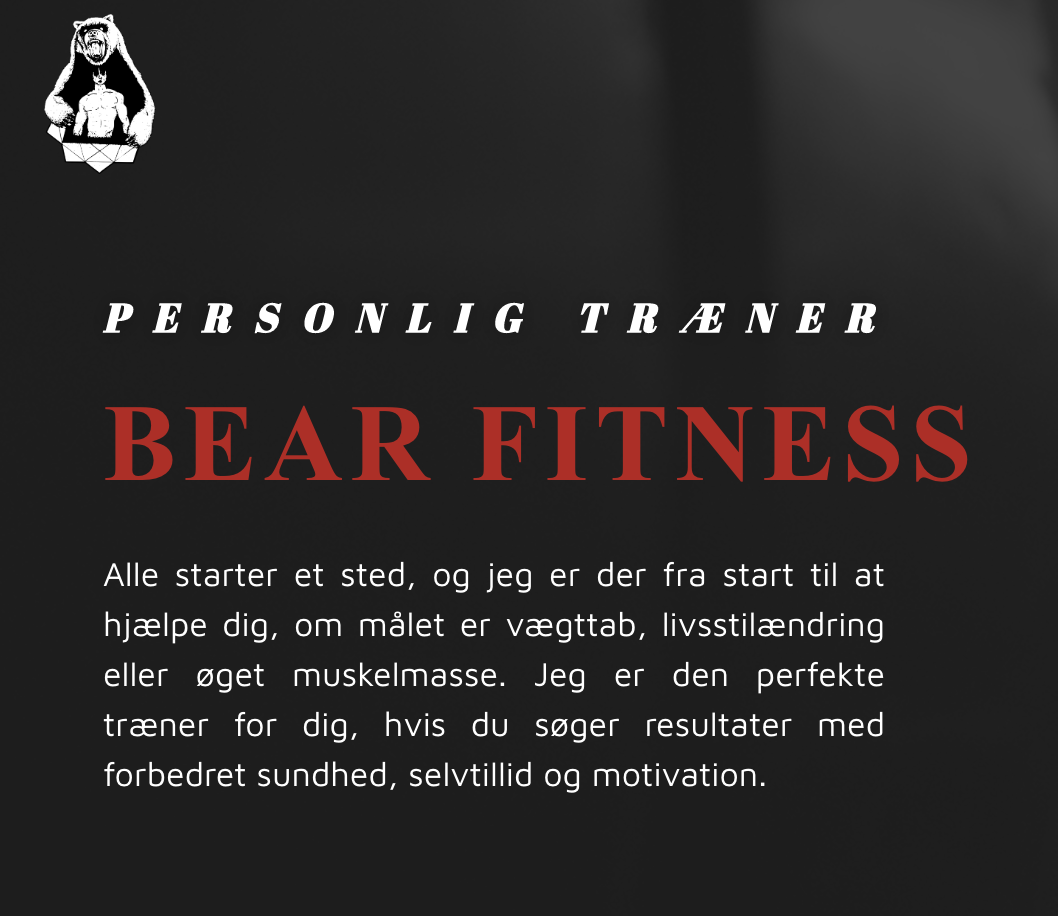 PERSONLIG TRÆNER
BEAR FITNESS
Alle starter et sted, og jeg er der fra start til at
hjælpe dig, om målet er vægttab, livsstilændring
eller øget muskelmasse. Jeg er den perfekte
træner for dig, hvis du søger resultater med
forbedret sundhed, selvtillid og motivation.